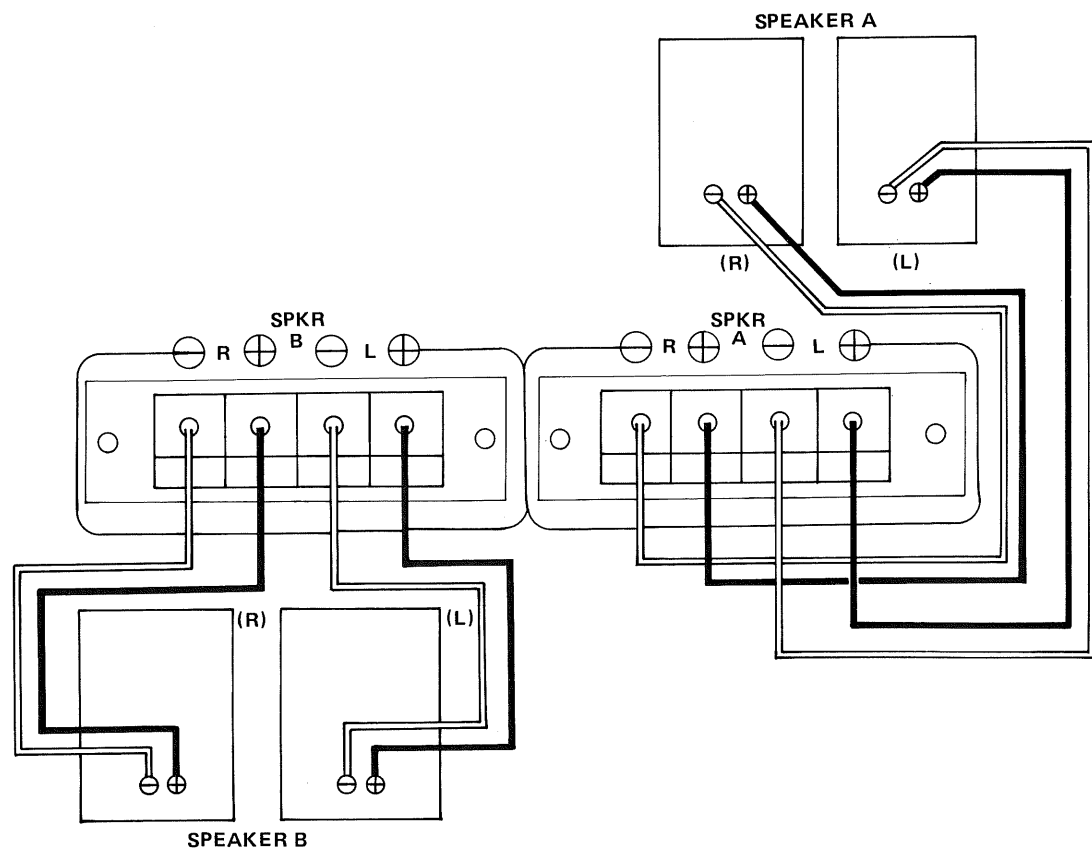 SPEAKER A
(R)
(L)
SPKR
B
R
L
SPKR
A
R
L
(R)
(L)
SPEAKER B